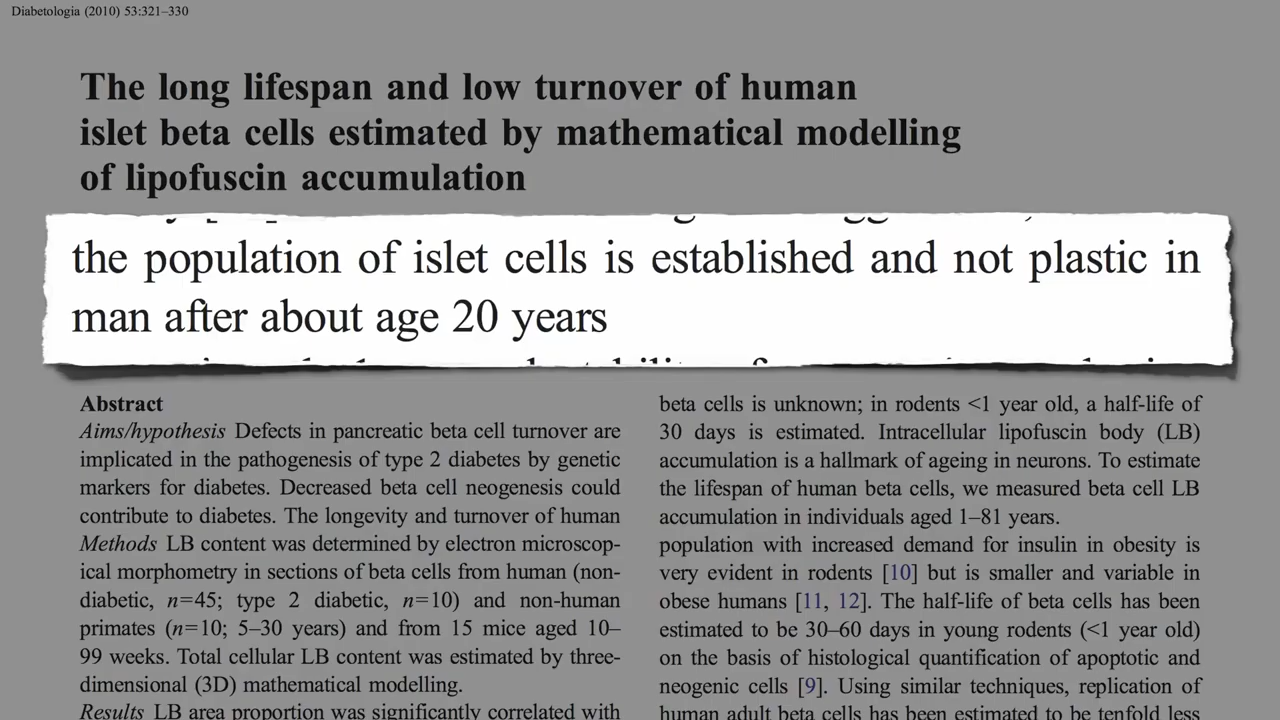 Diabetologia (2010) 53:321–330
The long lifespan and low turnover of human
islet beta cells estimated by mathematical modelling
of lipofuscin accumulation
the population of islet cells is established and not plastic in
man after about age 20 years
Abstract
Aims/hypothesis Defects in pancreatic beta cell turnover are
implicated in the pathogenesis of type 2 diabetes by genetic
markers for diabetes. Decreased beta cell neogenesis could
contribute to diabetes. The longevity and turnover of human
Methods LB content was determined by electron microscop-
ical morphometry in sections of beta cells from human (non-
diabetic, n=45; type 2 diabetic, n=10) and non-human
primates (n=10; 5–30 years) and from 15 mice aged 10–
99 weeks. Total cellular LB content was estimated by three-
dimensional (3D) mathematical modelling.
Results LB area proportion was significantly correlated with
beta cells is unknown; in rodents <1 year old, a half-life of
30 days is estimated. Intracellular lipofuscin body (LB)
accumulation is a hallmark of ageing in neurons. To estimate
the lifespan of human beta cells, we measured beta cell LB
accumulation in individuals aged 1–81 years.
population with increased demand for insulin in obesity is
very evident in rodents [10] but is smaller and variable in
obese humans [11, 12]. The half-life of beta cells has been
estimated to be 30–60 days in young rodents (<1 year old)
on the basis of histological quantification of apoptotic and
neogenic cells [9]. Using similar techniques, replication of
human adult beta cells has been estimated to be tenfold less